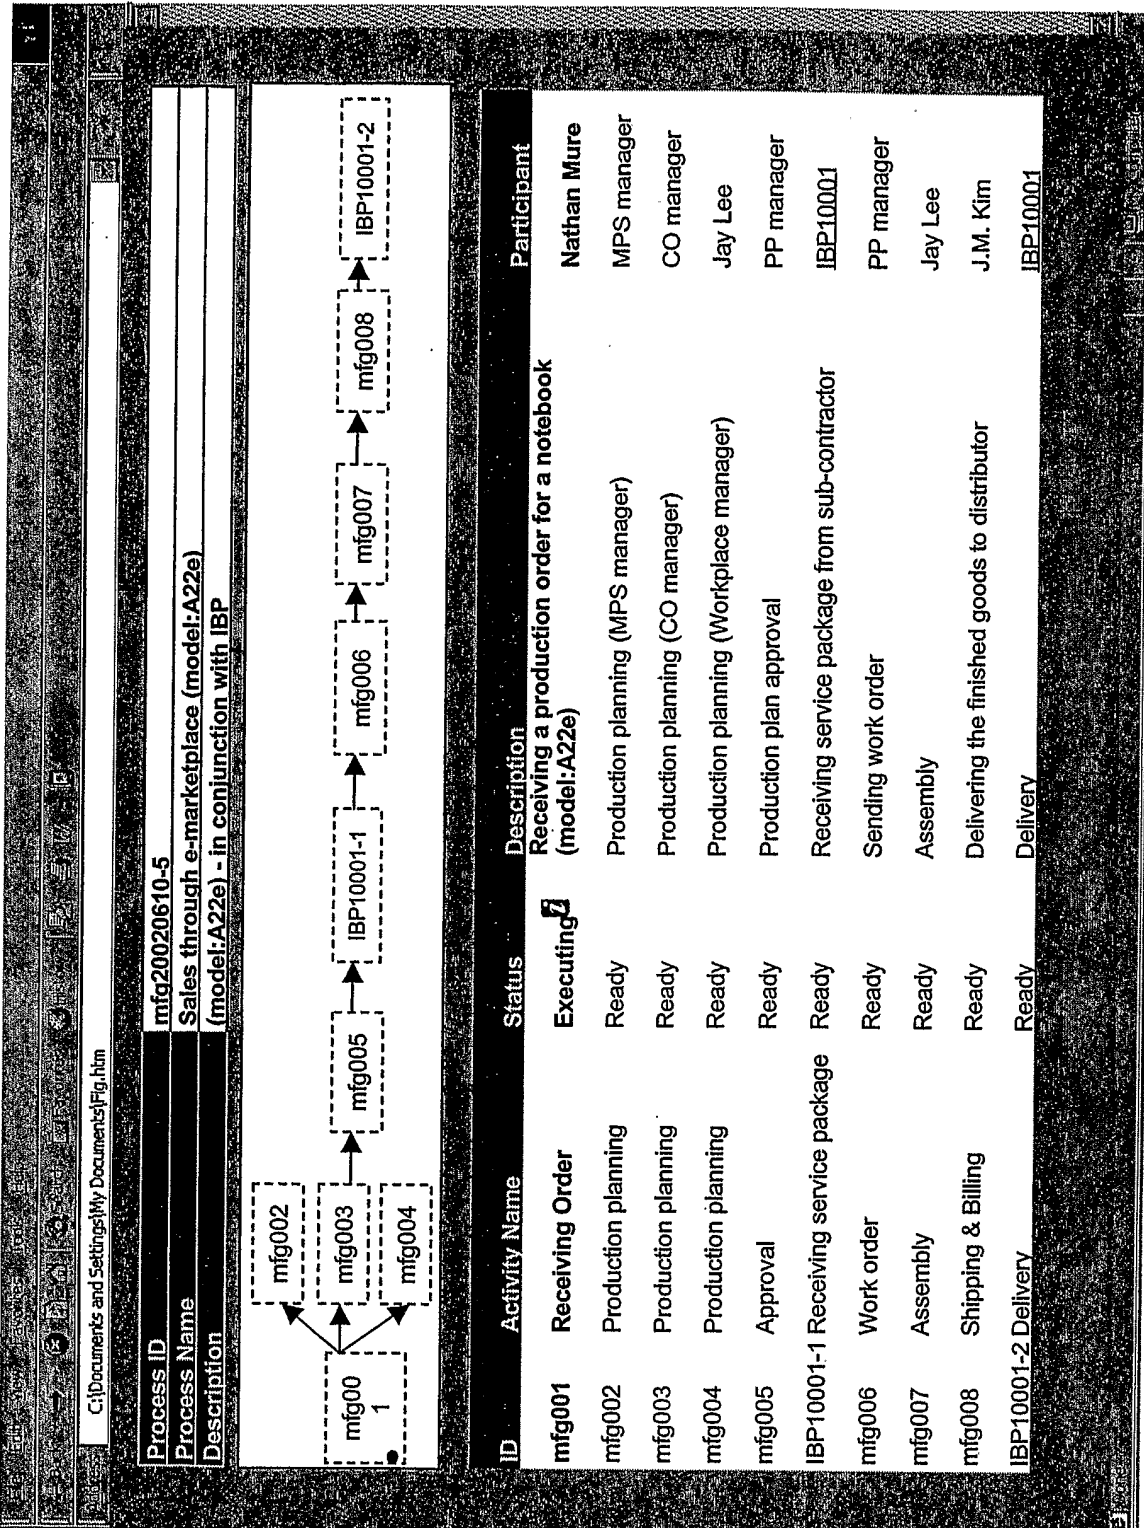 C:\Documents and Settings\My Documents\Fig.htm
Process ID mfg20020610-5
Process Name Sales through e-marketplace (model:A22e)
Description (model:A22e) - in conjunction with IBP
mfg00
1
mfg002
mfg003
mfg004
mfg005
IBP10001-1
mfg006
mfg007
mfg008
IBP10001-2
ID Activity Name Status Description Participant
mfg001 Receiving Order Executing Receiving a production order for a notebook Nathan Mure
(model:A22e)
mfg002 Production planning Ready Production planning (MPS manager) MPS manager
mfg003 Production planning Ready Production planning (CO manager) CO manager
mfg004 Production planning Ready Production planning (Workplace manager) Jay Lee
mfg005 Approval Ready Production plan approval PP manager
IBP10001-1 Receiving service package Ready Receiving service package from sub-contractor IBP10001
mfg006 Work order Ready Sending work order PP manager
mfg007 Assembly Ready Assembly Jay Lee
mfg008 Shipping & Billing Ready Delivering the finished goods to distributor J.M. Kim
IBP10001-2 Delivery Ready Delivery IBP10001